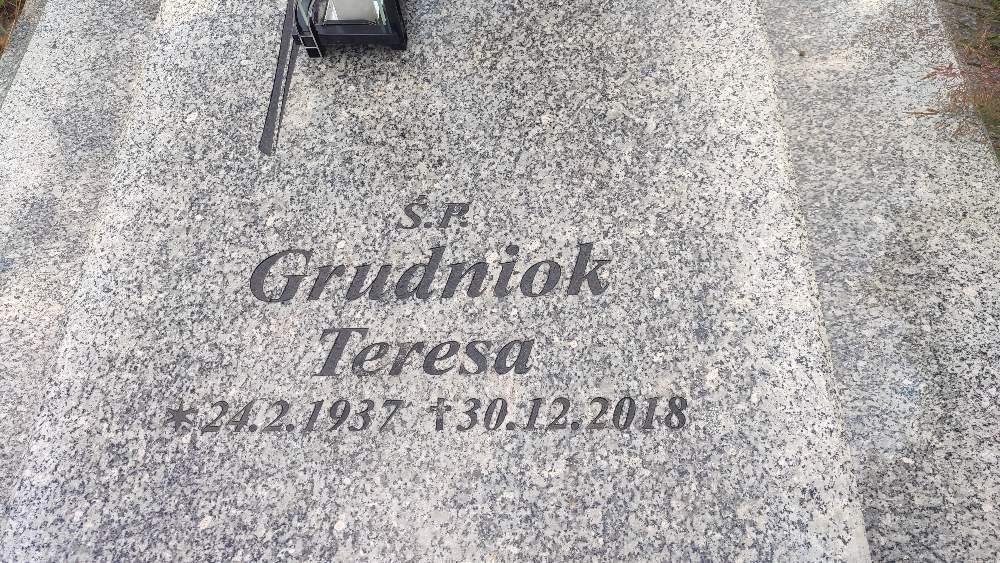 Ś.P.
Grudniok
Teresa
*24.2.1937 †30.12.2018